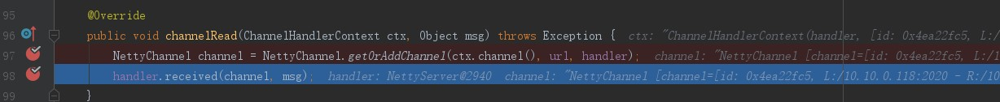 95 @Override
96 public void channelRead(ChannelHandlerContext ctx, Object msg) throws Exception { ctx: "ChannelHandlerContext(handler, [id: 0x4ea22fc5, L:/
97 NettyChannel channel = NettyChannel.getOrAddChannel(ctx.channel(), url, handler); channel: "NettyChannel [channel=[id: 0x4ea22fc5, L:/1
98 handler.received(channel, msg); handler: NettyServer@2940 channel: "NettyChannel [channel=[id: 0x4ea22fc5, L:/10.10.0.118:2020 - R:/10
99 }